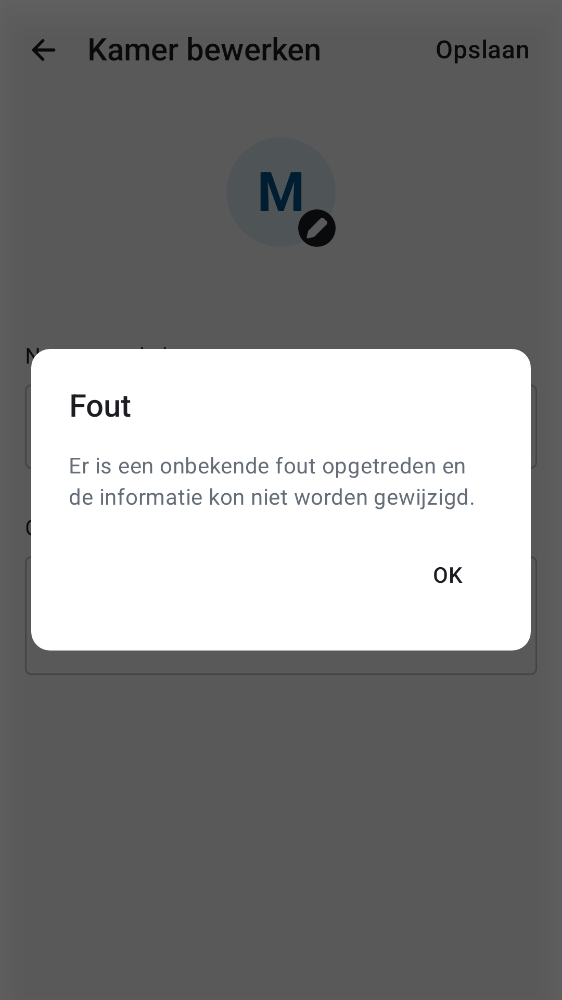 Kamer bewerken
Opslaan
M
Fout
Er is een onbekende fout opgetreden en
de informatie kon niet worden gewijzigd.
OK